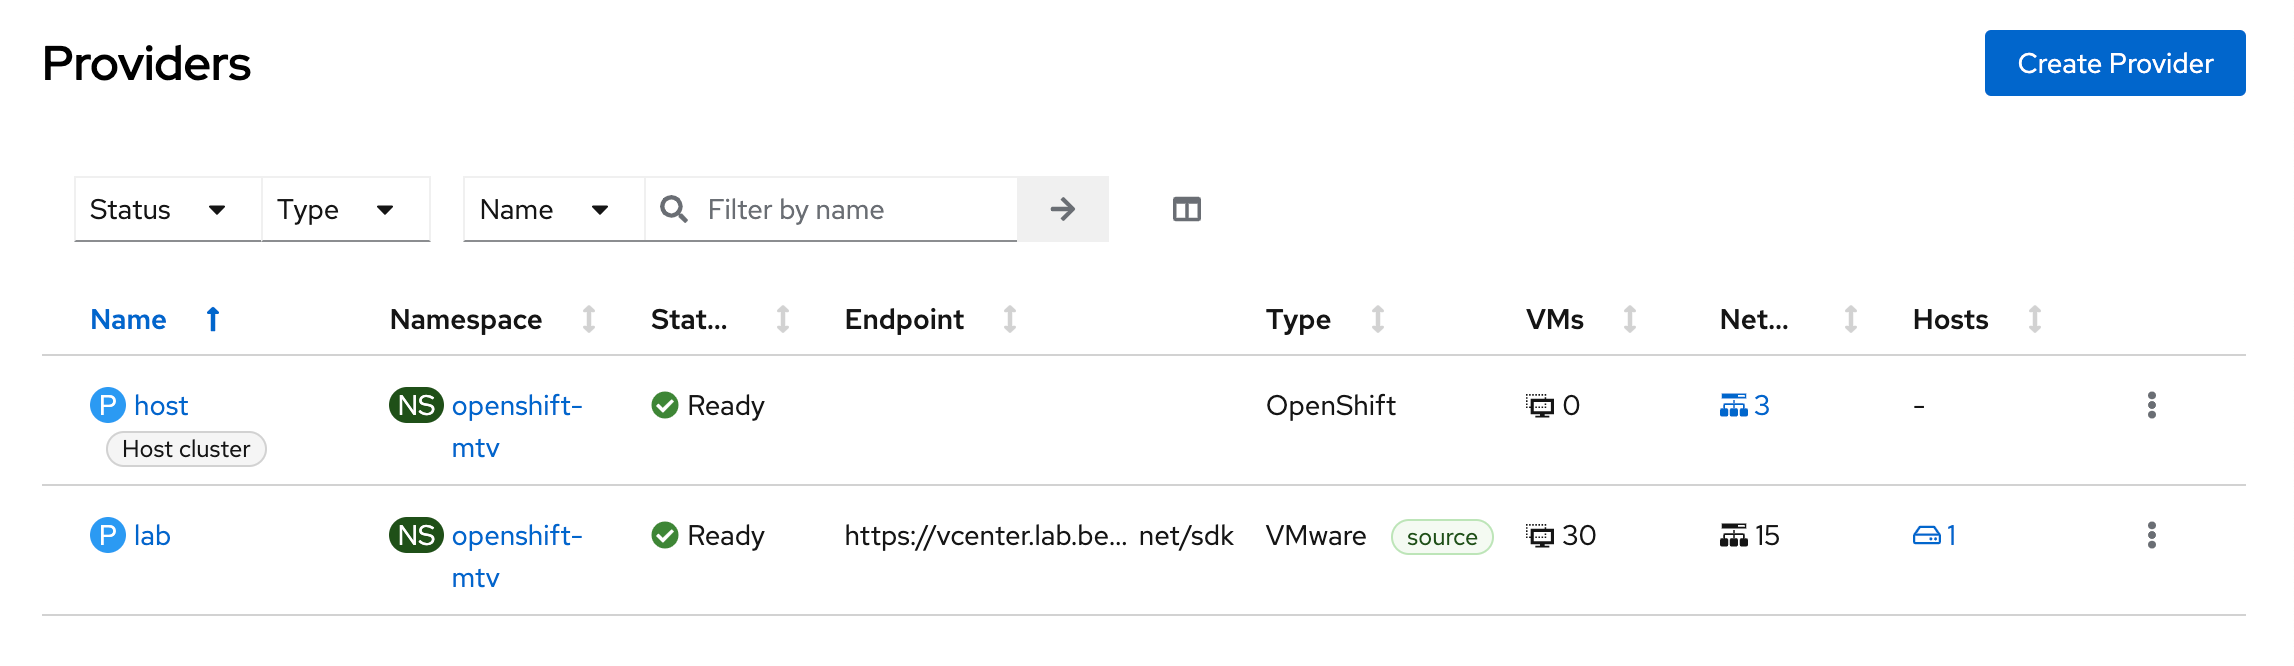 Providers
Create Provider
Status Type Name Filter by name
Name Namespace Stat... Endpoint Type VMs Net... Hosts
P host NS openshift- Ready OpenShift 0 3 -
Host cluster mtv
P lab NS openshift- Ready https://vcenter.lab.be... net/sdk VMware source 30 15 1
mtv